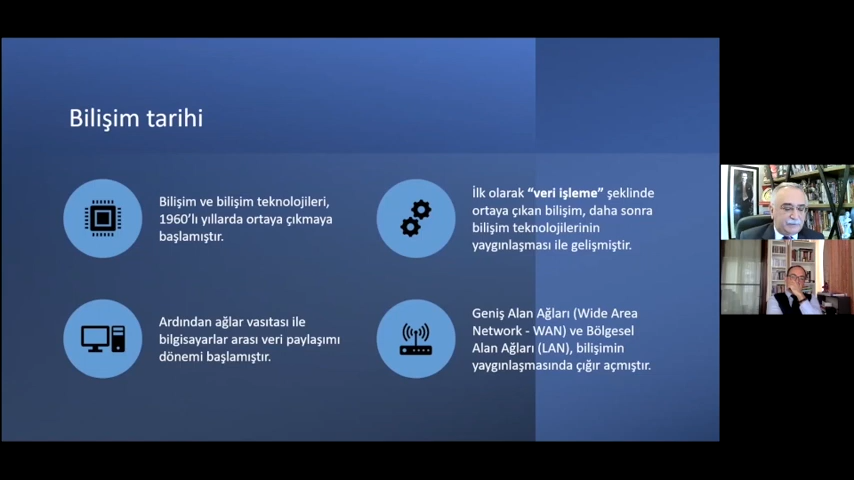 Bilişim tarihi
Bilişim ve bilişim teknolojileri,
1960’lı yıllarda ortaya çıkmaya
başlamıştır.
İlk olarak “veri işleme” şeklinde
ortaya çıkan bilişim, daha sonra
bilişim teknolojilerinin
yaygınlaşması ile gelişmiştir.
Ardından ağlar vasıtası ile
bilgisayarlar arası veri paylaşımı
dönemi başlamıştır.
Geniş Alan Ağları (Wide Area
Network - WAN) ve Bölgesel
Alan Ağları (LAN), bilişimin
yaygınlaşmasında çığır açmıştır.